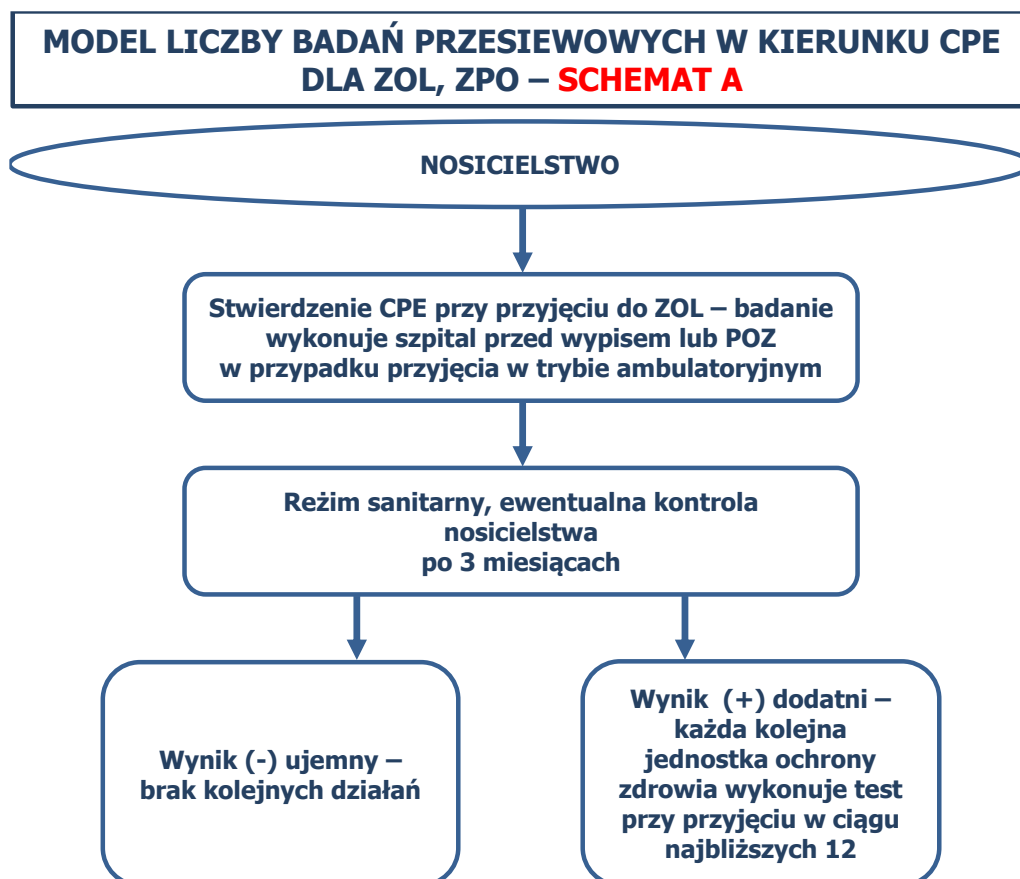 MODEL LICZBY BADAŃ PRZESIEWOWYCH W KIERUNKU CPE
DLA ZOL, ZPO – SCHEMAT A
NOSICIELSTWO
Stwierdzenie CPE przy przyjęciu do ZOL – badanie
wykonuje szpital przed wypisem lub POZ
w przypadku przyjęcia w trybie ambulatoryjnym
Reżim sanitarny, ewentualna kontrola
nosicielstwa
po 3 miesiącach
Wynik (-) ujemny –
brak kolejnych działań
Wynik (+) dodatni –
każda kolejna
jednostka ochrony
zdrowia wykonuje test
przy przyjęciu w ciągu
najbliższych 12